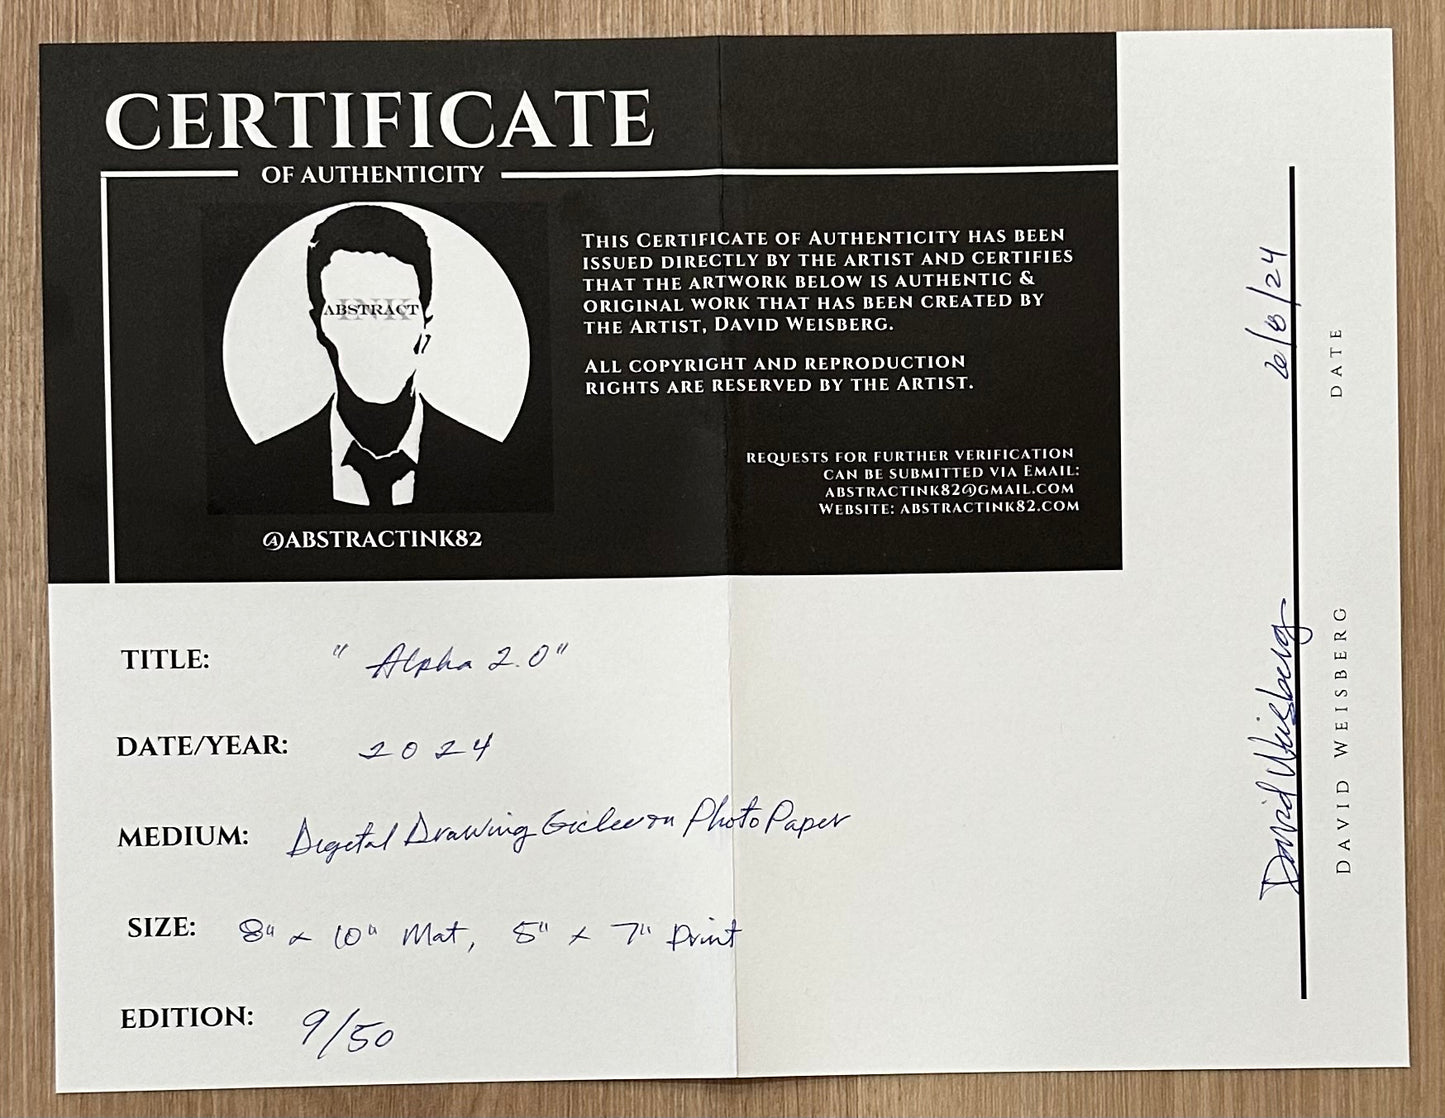 CERTIFICATE
OF AUTHENTICITY
ABSTRACT
INK
@ABSTRACTINK82
THIS CERTIFICATE OF AUTHENTICITY HAS BEEN
ISSUED DIRECTLY BY THE ARTIST AND CERTIFIES
THAT THE ARTWORK BELOW IS AUTHENTIC &
ORIGINAL WORK THAT HAS BEEN CREATED BY
THE ARTIST, DAVID WEISBERG.
ALL COPYRIGHT AND REPRODUCTION
RIGHTS ARE RESERVED BY THE ARTIST.
REQUESTS FOR FURTHER VERIFICATION
CAN BE SUBMITTED VIA EMAIL:
ABSTRACTINK82@GMAIL.COM
WEBSITE: ABSTRACTINK82.COM
TITLE: "Alpha 2.0"
DATE/YEAR: 2024
MEDIUM: Digital Drawing Giclee on Photo Paper
SIZE: 8" x 10" Mat, 5" x 7" Print
EDITION: 9/50
David Weisberg 6/8/24
DAVID WEISBERG DATE